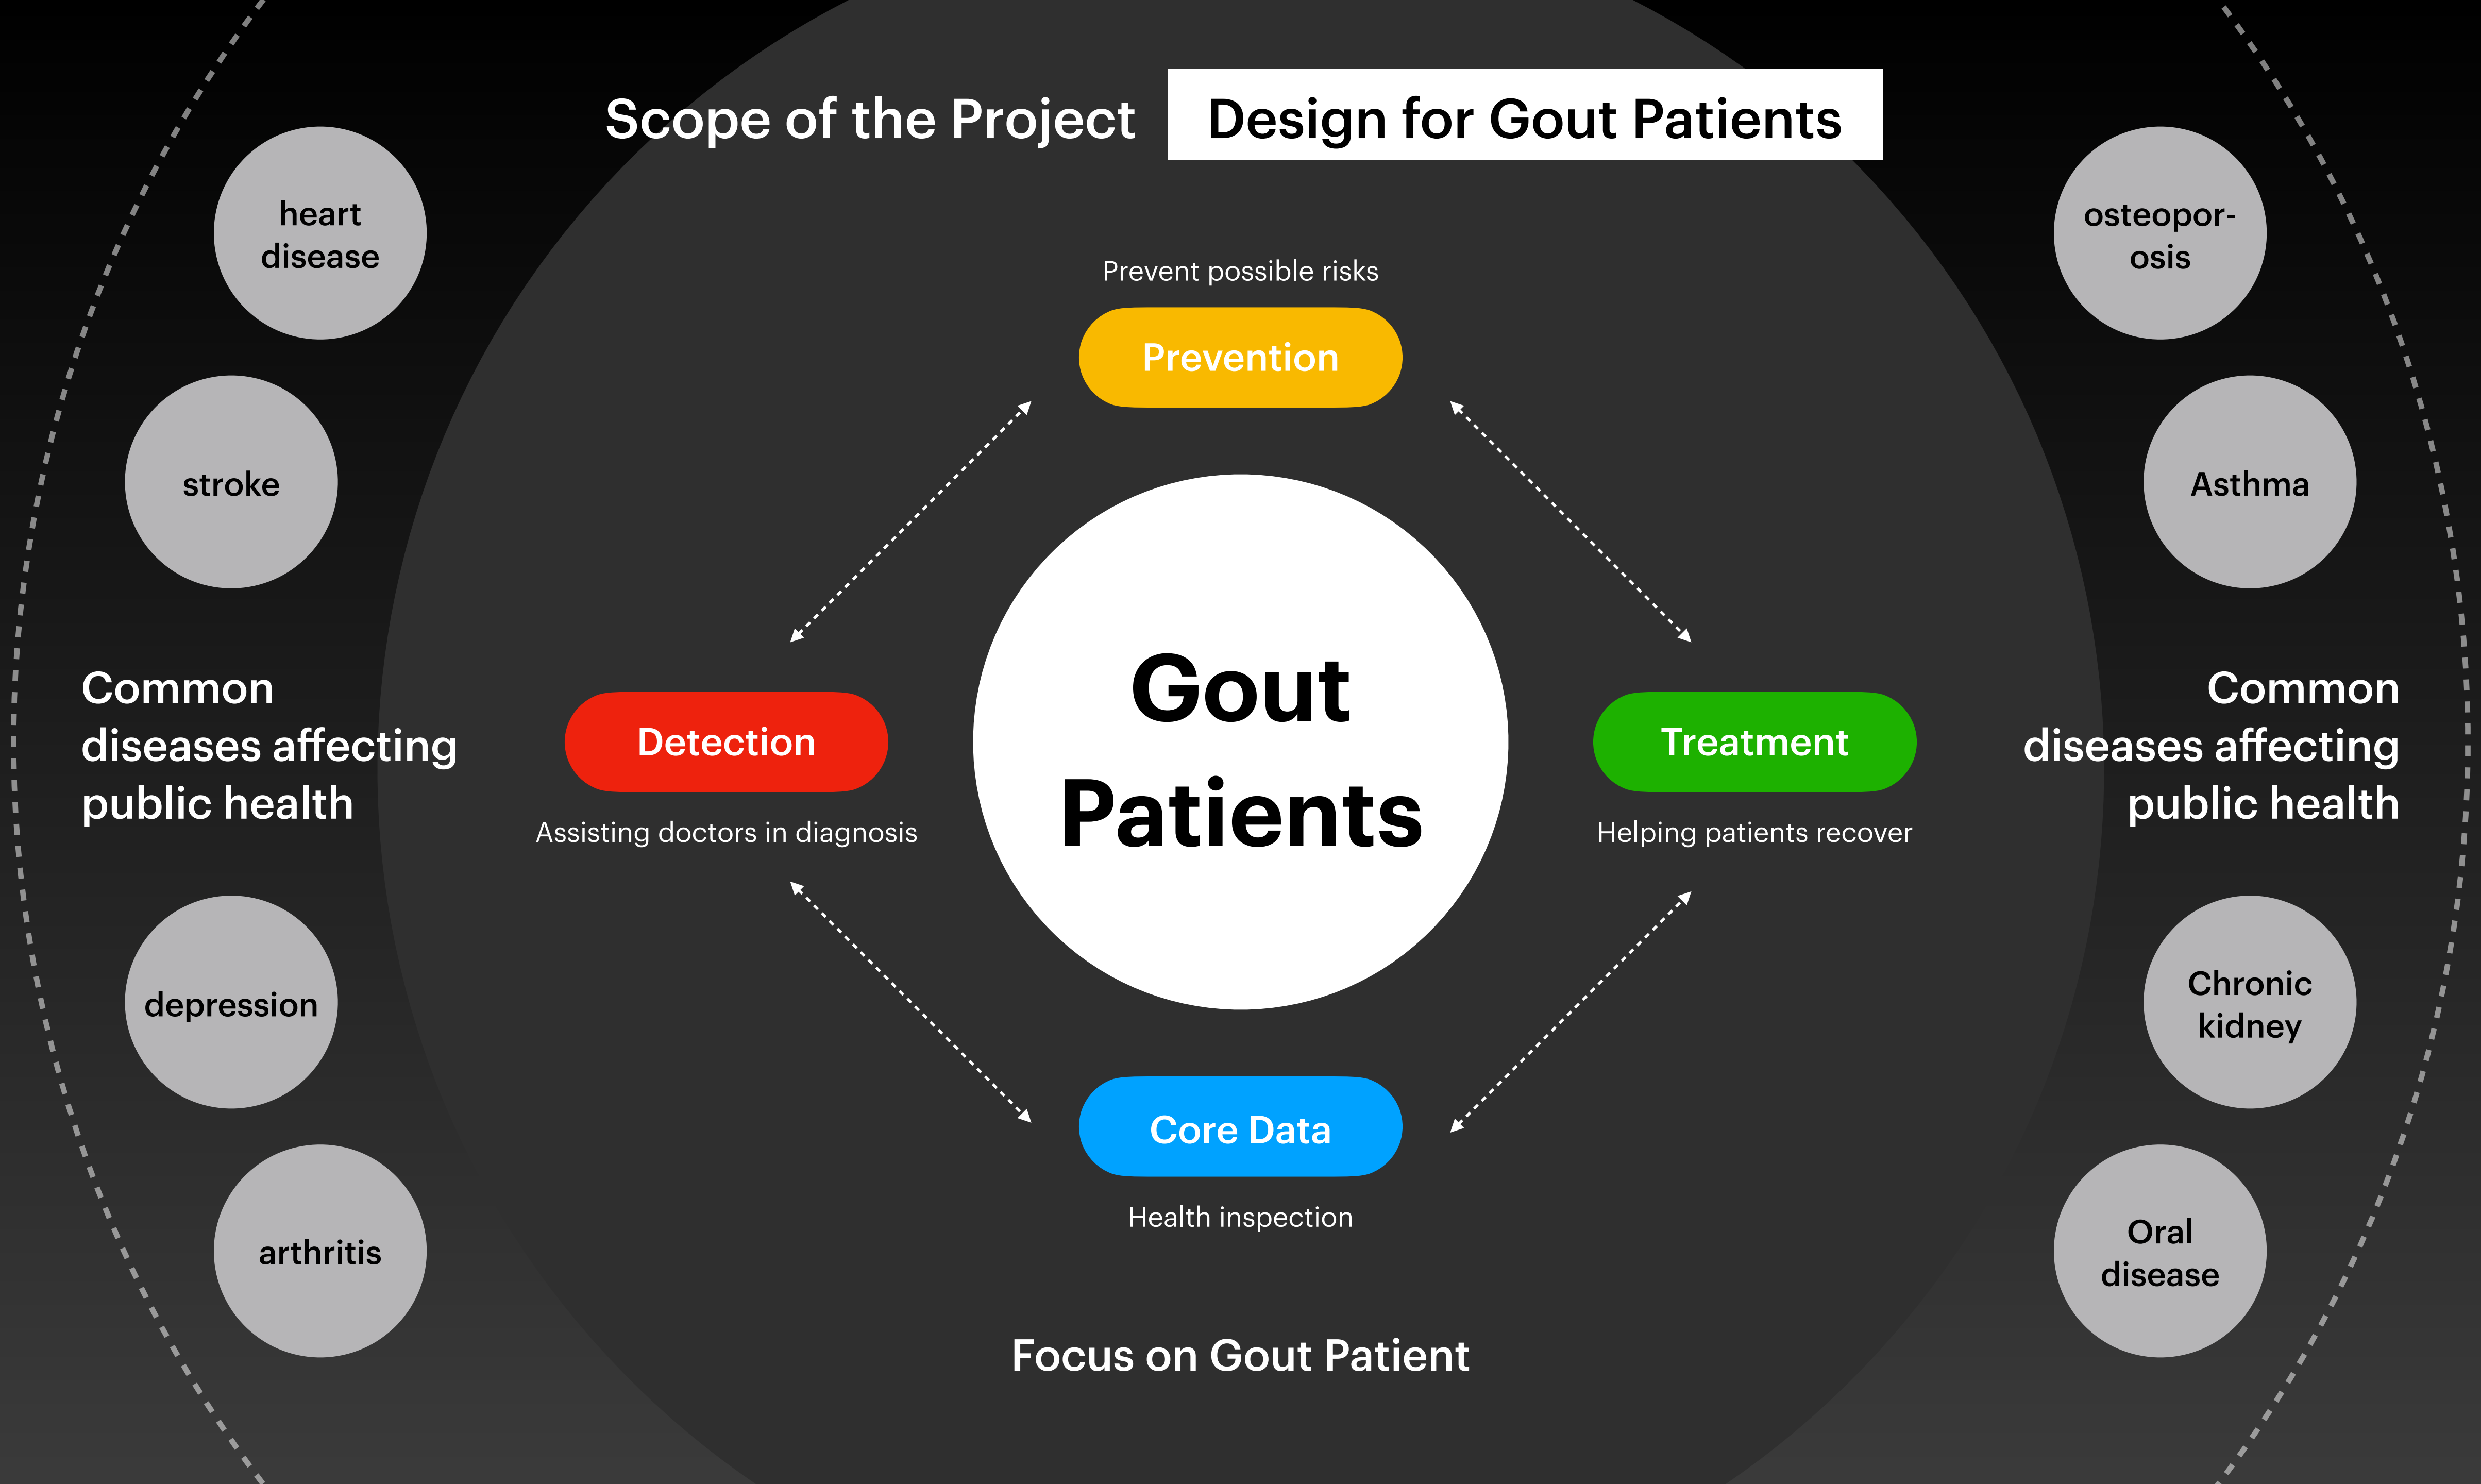 Scope of the Project
Design for Gout Patients
heart
disease
stroke
Common
diseases affecting
public health
depression
arthritis
Prevent possible risks
Prevention
Detection
Assisting doctors in diagnosis
Gout
Patients
Treatment
Helping patients recover
Core Data
Health inspection
Focus on Gout Patient
osteopor-
osis
Asthma
Common
diseases affecting
public health
Chronic
kidney
Oral
disease